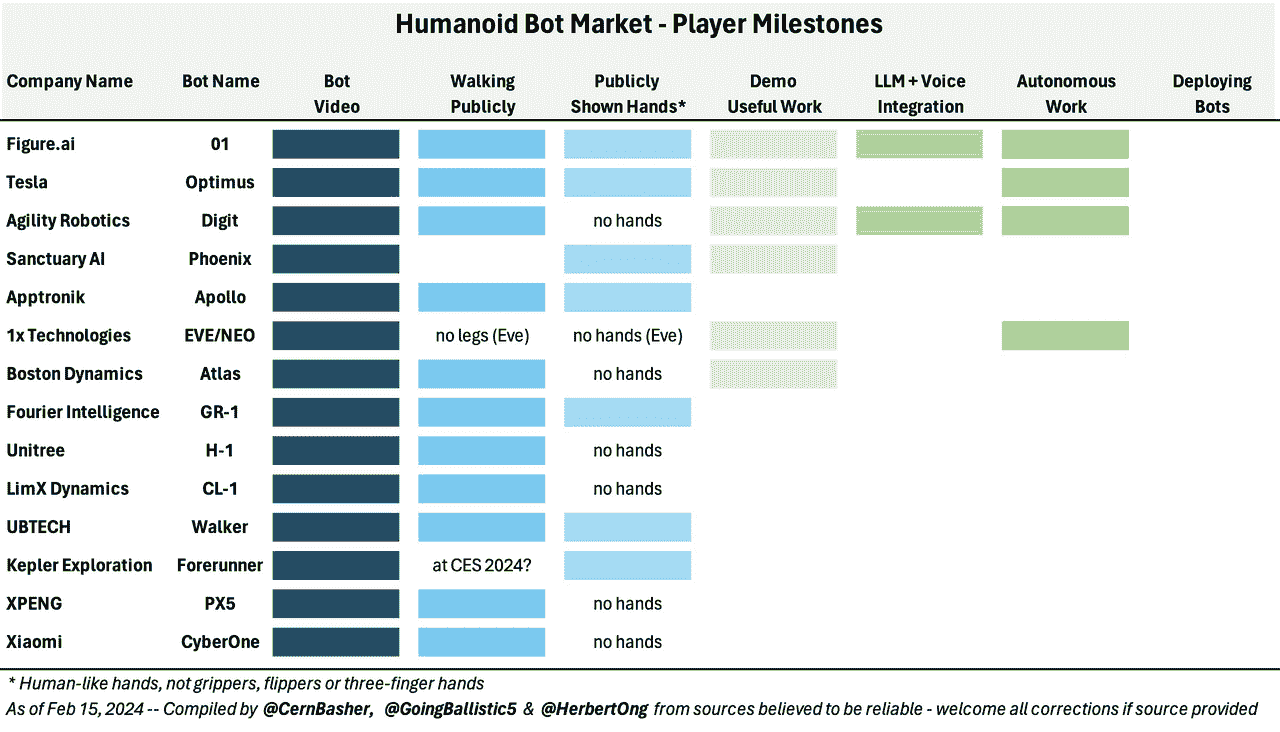 Humanoid Bot Market - Player Milestones
Company Name Bot Name Bot Video Walking Publicly Publicly Shown Hands* Demo Useful Work LLM + Voice Integration Autonomous Work Deploying Bots
Figure.ai 01
Tesla Optimus
Agility Robotics Digit no hands
Sanctuary AI Phoenix
Apptronik Apollo
1x Technologies EVE/NEO no legs (Eve) no hands (Eve)
Boston Dynamics Atlas no hands
Fourier Intelligence GR-1
Unitree H-1 no hands
LimX Dynamics CL-1 no hands
UBTECH Walker
Kepler Exploration Forerunner at CES 2024?
XPENG PX5 no hands
Xiaomi CyberOne no hands
* Human-like hands, not grippers, flippers or three-finger hands
As of Feb 15, 2024 -- Compiled by @CernBasher, @GoingBallistic5 & @HerbertOng from sources believed to be reliable - welcome all corrections if source provided